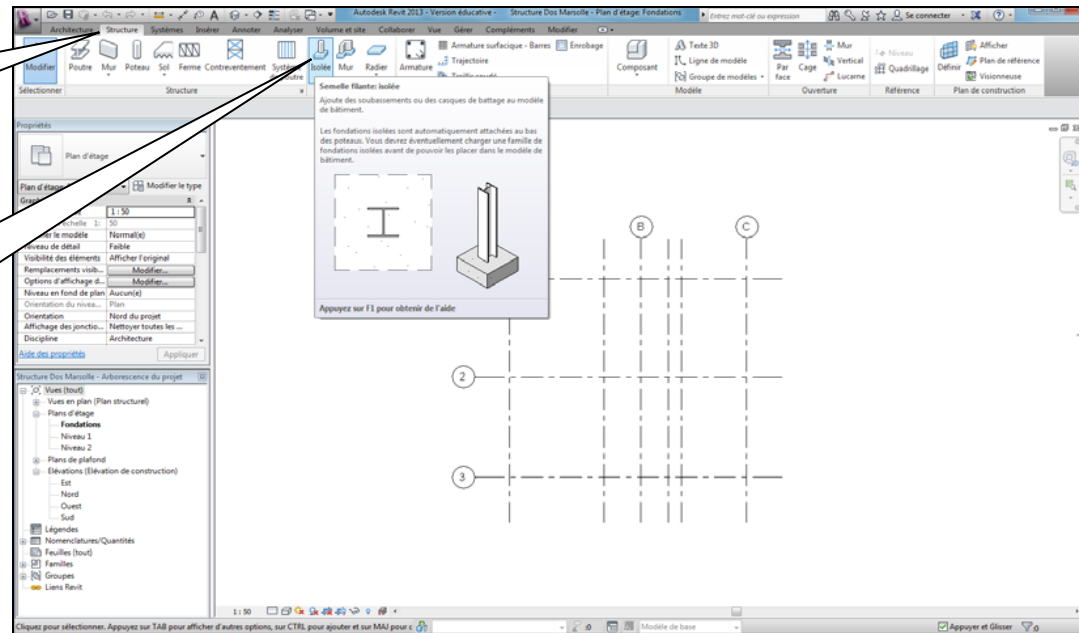 Autodesk Revit 2013 - Version éducative - Structure Dos Marsolle - Plan d'étage: Fondations
Entrez mot-clé ou expression
Se connecter
Architecture Structure Systèmes Insérer Annoter Analyser Volume et site Collaborer Vue Gérer Compléments Modifier
Modifier
Poutre Mur Poteau Sol Ferme Contreventement
Isolée Mur Radier Armature
Armature surfacique - Barres
Enrobage
Trajectoire
Composant
Texte 3D
Ligne de modèle
Groupe de modèles
Par face
Cage
Mur
Vertical
Lucarne
Niveau
Quadrillage
Définir
Afficher
Plan de référence
Visionneuse
Sélectionner
Structure
Modèle
Ouverture
Référence
Plan de construction
Semelle filante: isolée
Ajoute des soubassements ou des casques de battage au modèle
de bâtiment.
Les fondations isolées sont automatiquement attachées au bas
des poteaux. Vous devrez éventuellement charger une famille de
fondations isolées avant de pouvoir les placer dans le modèle de
bâtiment.
Appuyez sur F1 pour obtenir de l'aide
Propriétés
Plan d'étage
Modifier le type
1 : 50
50
Normal(e)
Niveau de détail Faible
Visibilité des éléments Afficher l'original
Remplacements visib... Modifier...
Options d'affichage d... Modifier...
Niveau en fond de plan Aucun(e)
Orientation du nivea... Plan
Orientation Nord du projet
Affichage des jonctio... Nettoyer toutes les ...
Discipline Architecture
Aide des propriétés Appliquer
Structure Dos Marsolle - Arborescence du projet
Vues (tout)
Vues en plan (Plan structurel)
Plans d'étage
Fondations
Niveau 1
Niveau 2
Plans de plafond
Elévations (Elévation de construction)
Est
Nord
Ouest
Sud
Légendes
Nomenclatures/Quantités
Feuilles (tout)
Familles
Groupes
Liens Revit
B
C
2
3
1 : 50
Cliquez pour sélectionner. Appuyez sur TAB pour afficher d'autres options, sur CTRL pour ajouter et sur MAJ pour c
:0
Modèle de base
Appuyer et Glisser
:0